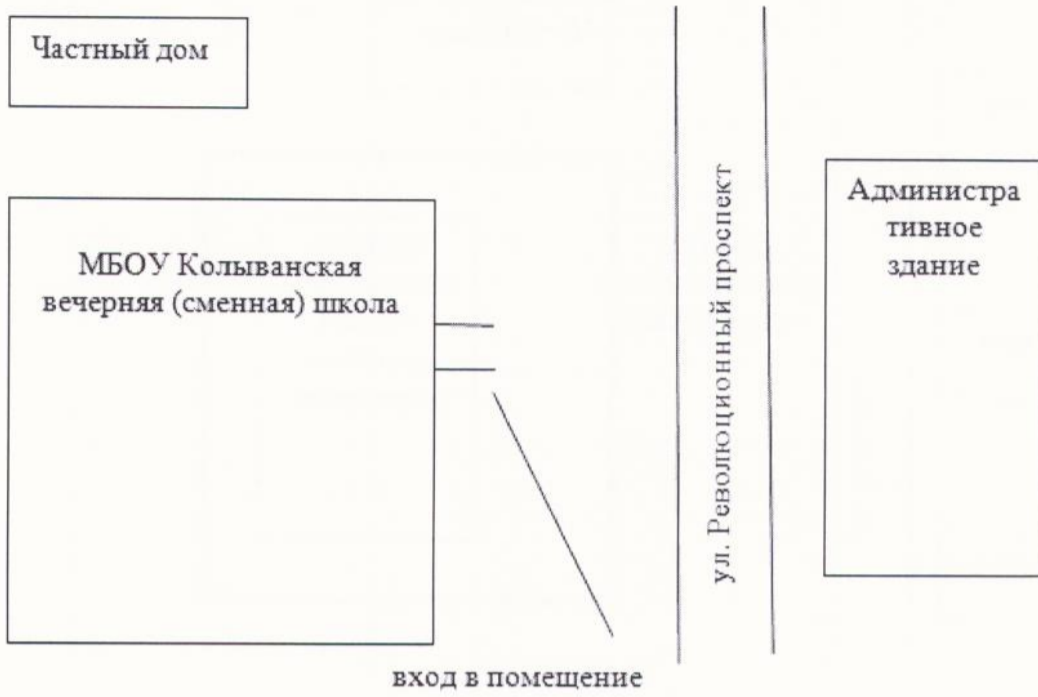 Частный дом
МБОУ Колыванская
вечерняя (сменная) школа
ул. Революционный проспект
Администра
тивное
здание
вход в помещение